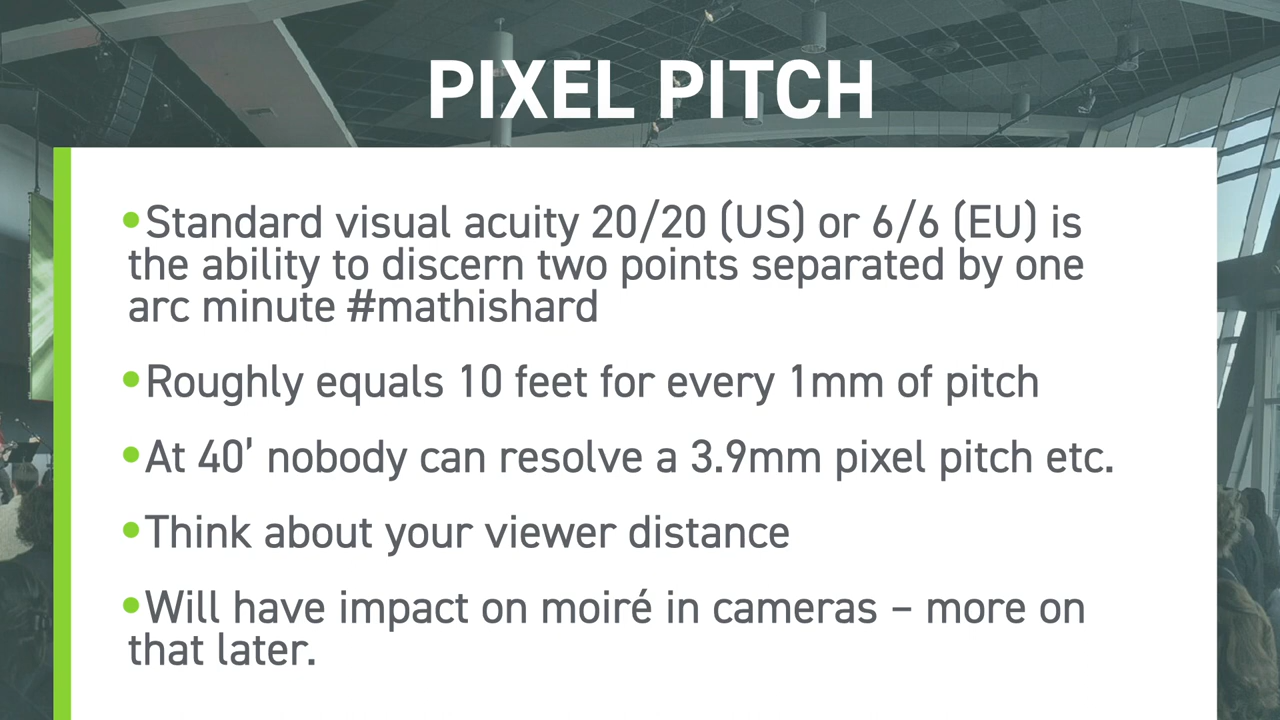 PIXEL PITCH
•Standard visual acuity 20/20 (US) or 6/6 (EU) is
the ability to discern two points separated by one
arc minute #mathishard
•Roughly equals 10 feet for every 1mm of pitch
•At 40’ nobody can resolve a 3.9mm pixel pitch etc.
•Think about your viewer distance
•Will have impact on moiré in cameras – more on
that later.